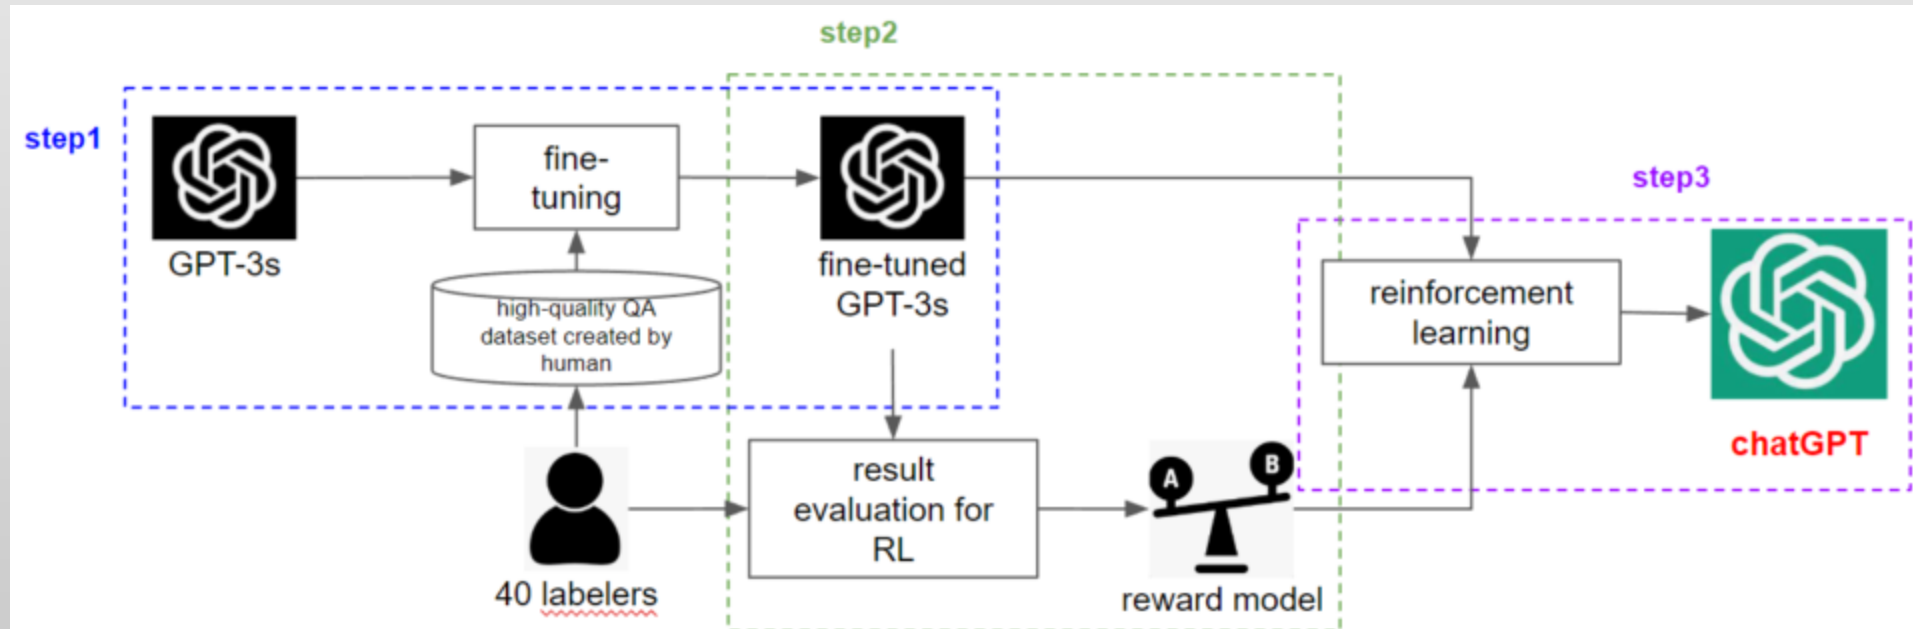 step2
step1
fine-
tuning
GPT-3s
high-quality QA
dataset created by
human
fine-tuned
GPT-3s
step3
reinforcement
learning
chatGPT
40 labelers
result
evaluation for
RL
A
B
reward model